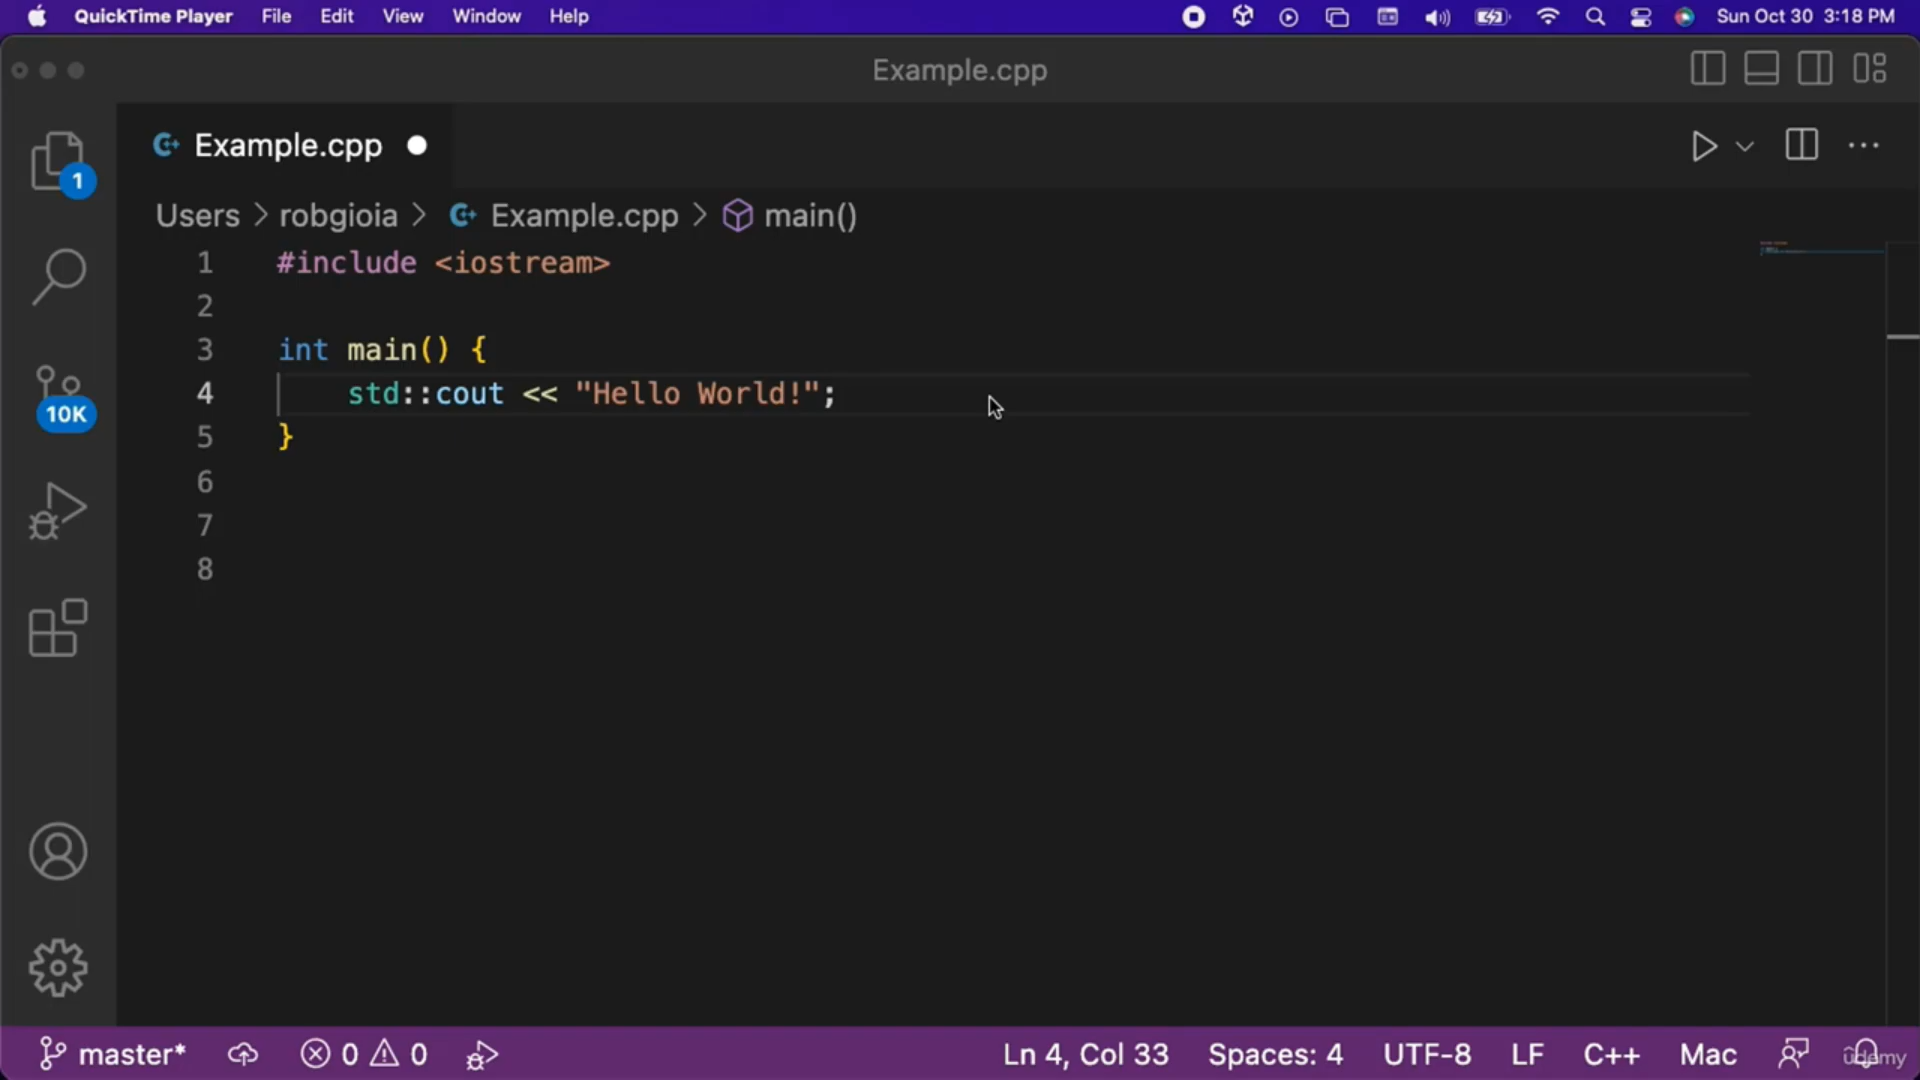 QuickTime Player File Edit View Window Help Sun Oct 30 3:18 PM
Example.cpp
Example.cpp
1
Users > robgioia > Example.cpp > main()
1 #include <iostream>
2
3 int main() {
4 std::cout << "Hello World!";
5 }
6
7
8
10K
master* 0 0 Ln 4, Col 33 Spaces: 4 UTF-8 LF C++ Mac
udemy